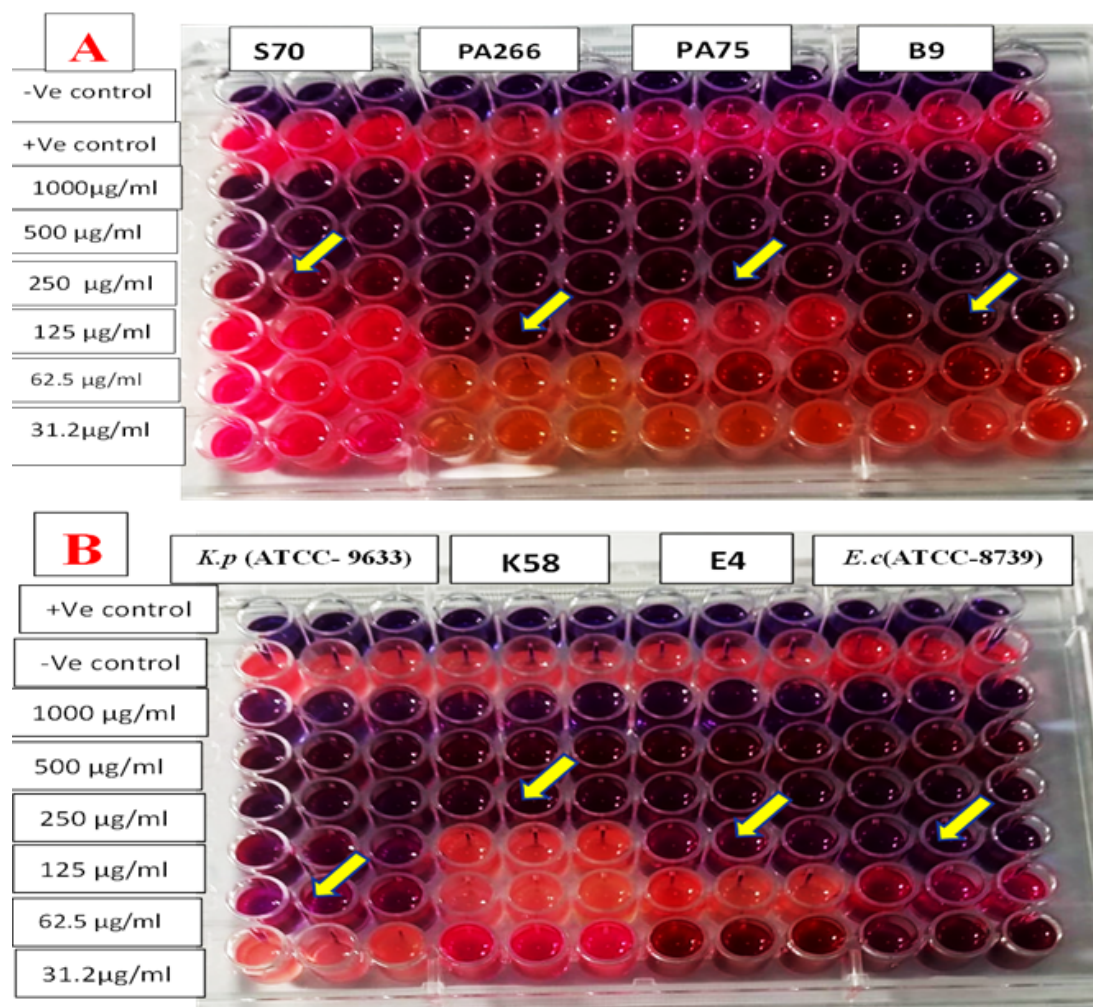 A
S70
PA266
PA75
B9
-Ve control
+Ve control
1000µg/ml
500 µg/ml
250 µg/ml
125 µg/ml
62.5 µg/ml
31.2µg/ml
B
K.p (ATCC- 9633)
K58
E4
E.c(ATCC-8739)
+Ve control
-Ve control
1000 µg/ml
500 µg/ml
250 µg/ml
125 µg/ml
62.5 µg/ml
31.2µg/ml